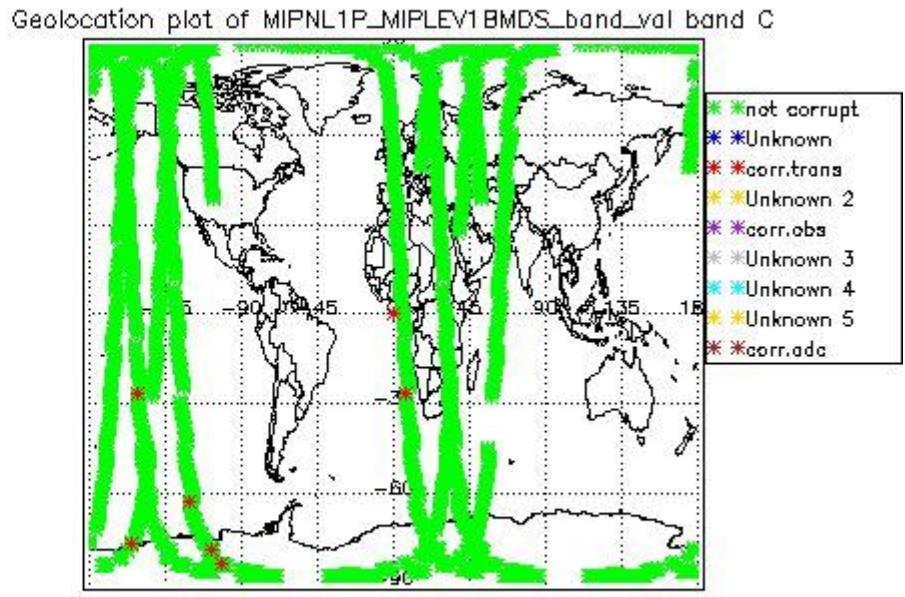 Geolocation plot of MIPNL1P_MIPLEV1BMDS_band_val band C
not corrupt
Unknown
corr.trans
Unknown 2
corr.obs
Unknown 3
Unknown 4
Unknown 5
corr.adc
-90
-45
45
90
135
-60
-90